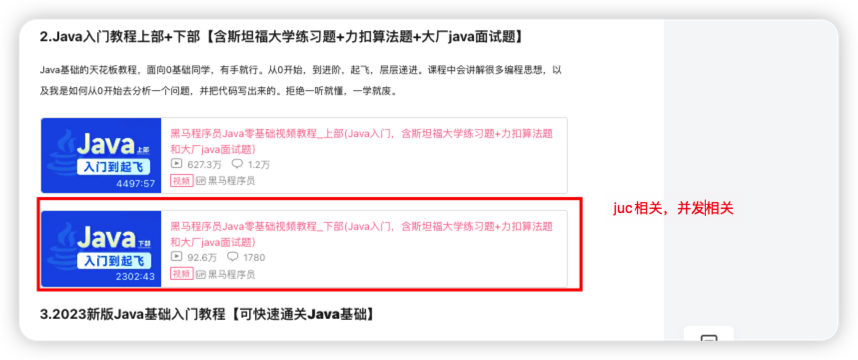 2.Java入门教程上部+下部【含斯坦福大学练习题+力扣算法题+大厂java面试题】
Java基础的天花板教程，面向0基础同学，有手就行。从0开始，到进阶，起飞，层层递进。课程中会讲解很多编程思想，以
及我是如何从0开始去分析一个问题，并把代码写出来的。拒绝一听就懂，一学就废。
Java上部
入门到起飞
4497:57
黑马程序员Java零基础视频教程_上部(Java入门，含斯坦福大学练习题+力扣算法题
和大厂java面试题）
627.3万 1.2万
视频 UP 黑马程序员
Java下部
入门到起飞
2302:43
黑马程序员Java零基础视频教程_下部(Java入门，含斯坦福大学练习题+力扣算法题
和大厂java面试题）
92.6万 1780
视频 UP 黑马程序员
juc相关，并发相关
3.2023新版Java基础入门教程【可快速通关Java基础】